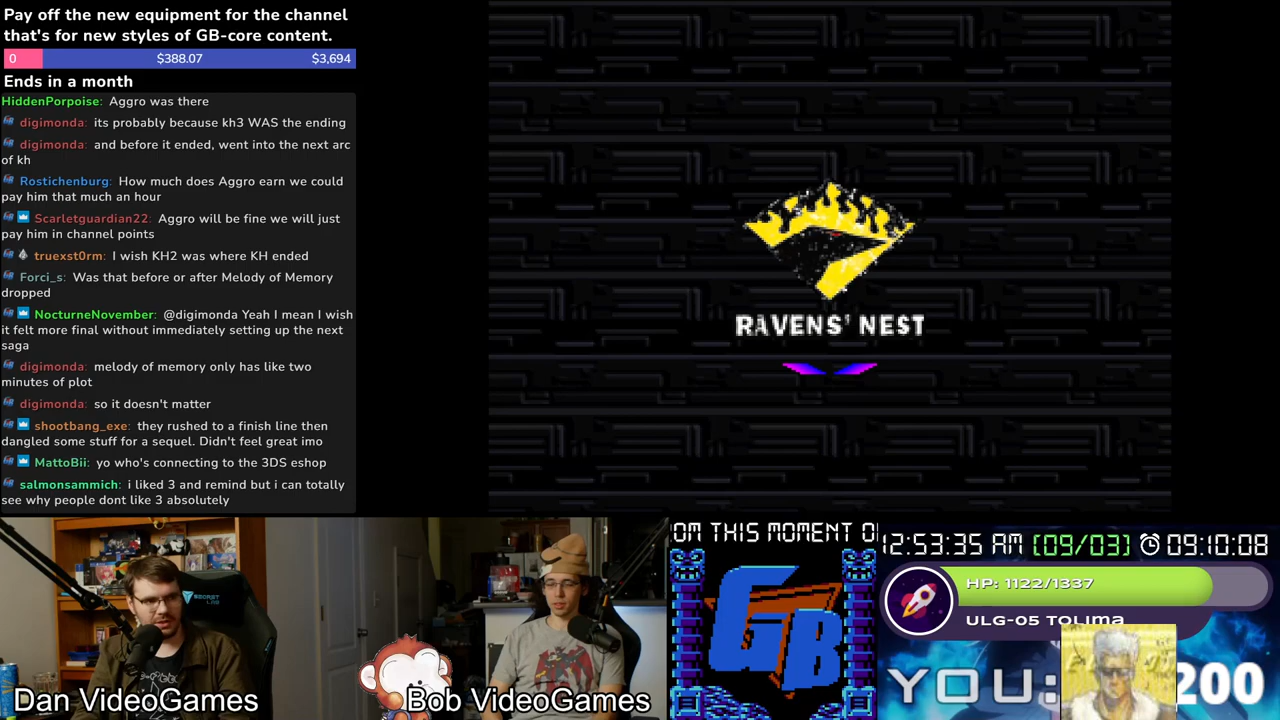 Pay off the new equipment for the channel
that's for new styles of GB-core content.
0 $388.07 $3,694
Ends in a month
HiddenPorpoise: Aggro was there
digimonda: its probably because kh3 WAS the ending
digimonda: and before it ended, went into the next arc
of kh
Rostichenburg: How much does Aggro earn we could
pay him that much an hour
Scarletguardian22: Aggro will be fine we will just
pay him in channel points
truexst0rm: I wish KH2 was where KH ended
Forci_s: Was that before or after Melody of Memory
dropped
NocturneNovember: @digimonda Yeah I mean I wish
it felt more final without immediately setting up the next
saga
digimonda: melody of memory only has like two
minutes of plot
digimonda: so it doesn't matter
shootbang_exe: they rushed to a finish line then
dangled some stuff for a sequel. Didn't feel great imo
MattoBii: yo who's connecting to the 3DS eshop
salmonsammich: i liked 3 and remind but i can totally
see why people dont like 3 absolutely
RAVENS' NEST
SECRET
LAB
Dan VideoGames
Bob VideoGames
OM THIS MOMENT O
GB
2:53:35 AM [09/03] 09:10:08
HP: 1122/1337
ULG-05 TOLIMA
YOU: 200